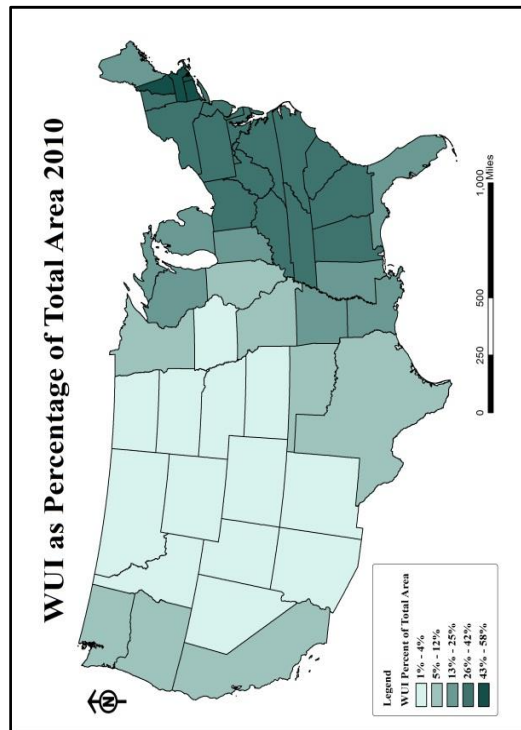 WUI as Percentage of Total Area 2010
N
Legend
WUI Percent of Total Area
1% - 4%
5% - 12%
13% - 25%
26% - 42%
43% - 58%
0 250 500 1,000
Miles